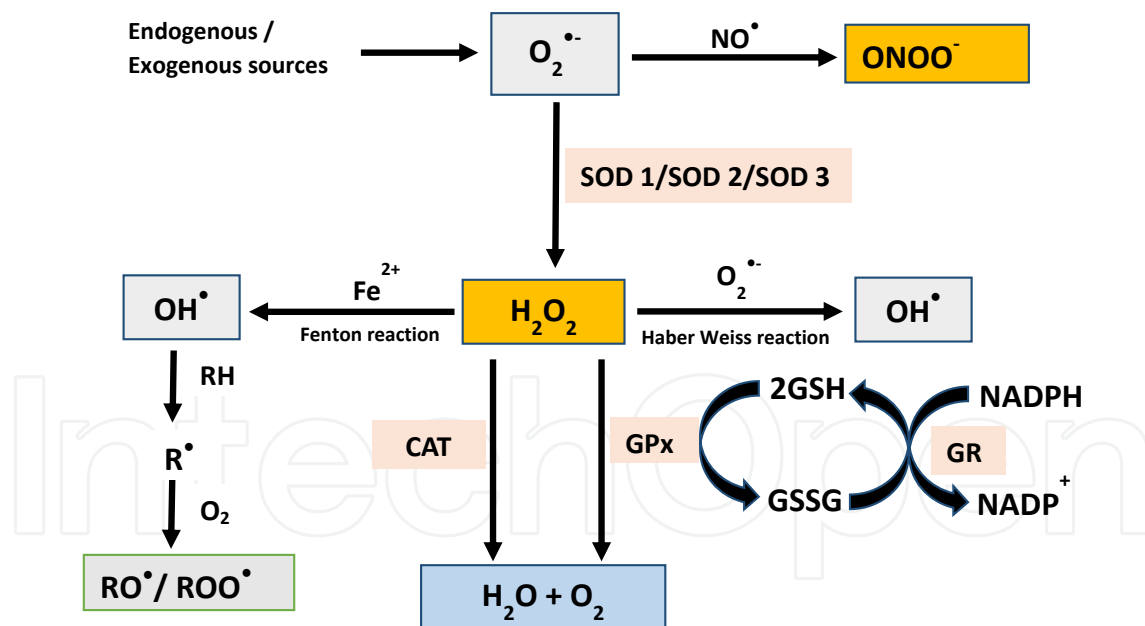 Endogenous /
Exogenous sources
O₂•⁻
NO•
ONOO⁻
SOD 1/SOD 2/SOD 3
OH•
Fe²⁺
Fenton reaction
H₂O₂
O₂•⁻
Haber Weiss reaction
OH•
RH
2GSH
NADPH
CAT
GPx
GR
R•
GSSG
NADP⁺
O₂
RO•/ ROO•
H₂O + O₂
IntechOpen